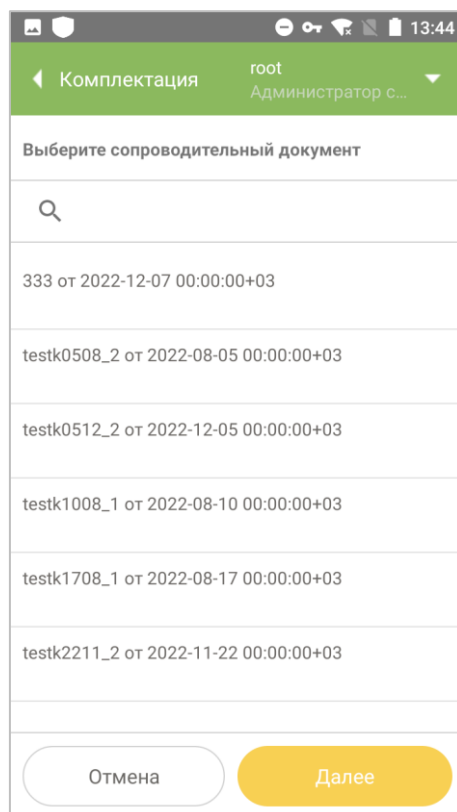 13:44
Комплектация
root
Администратор с...
Выберите сопроводительный документ
333 от 2022-12-07 00:00:00+03
testk0508_2 от 2022-08-05 00:00:00+03
testk0512_2 от 2022-12-05 00:00:00+03
testk1008_1 от 2022-08-10 00:00:00+03
testk1708_1 от 2022-08-17 00:00:00+03
testk2211_2 от 2022-11-22 00:00:00+03
Отмена
Далее